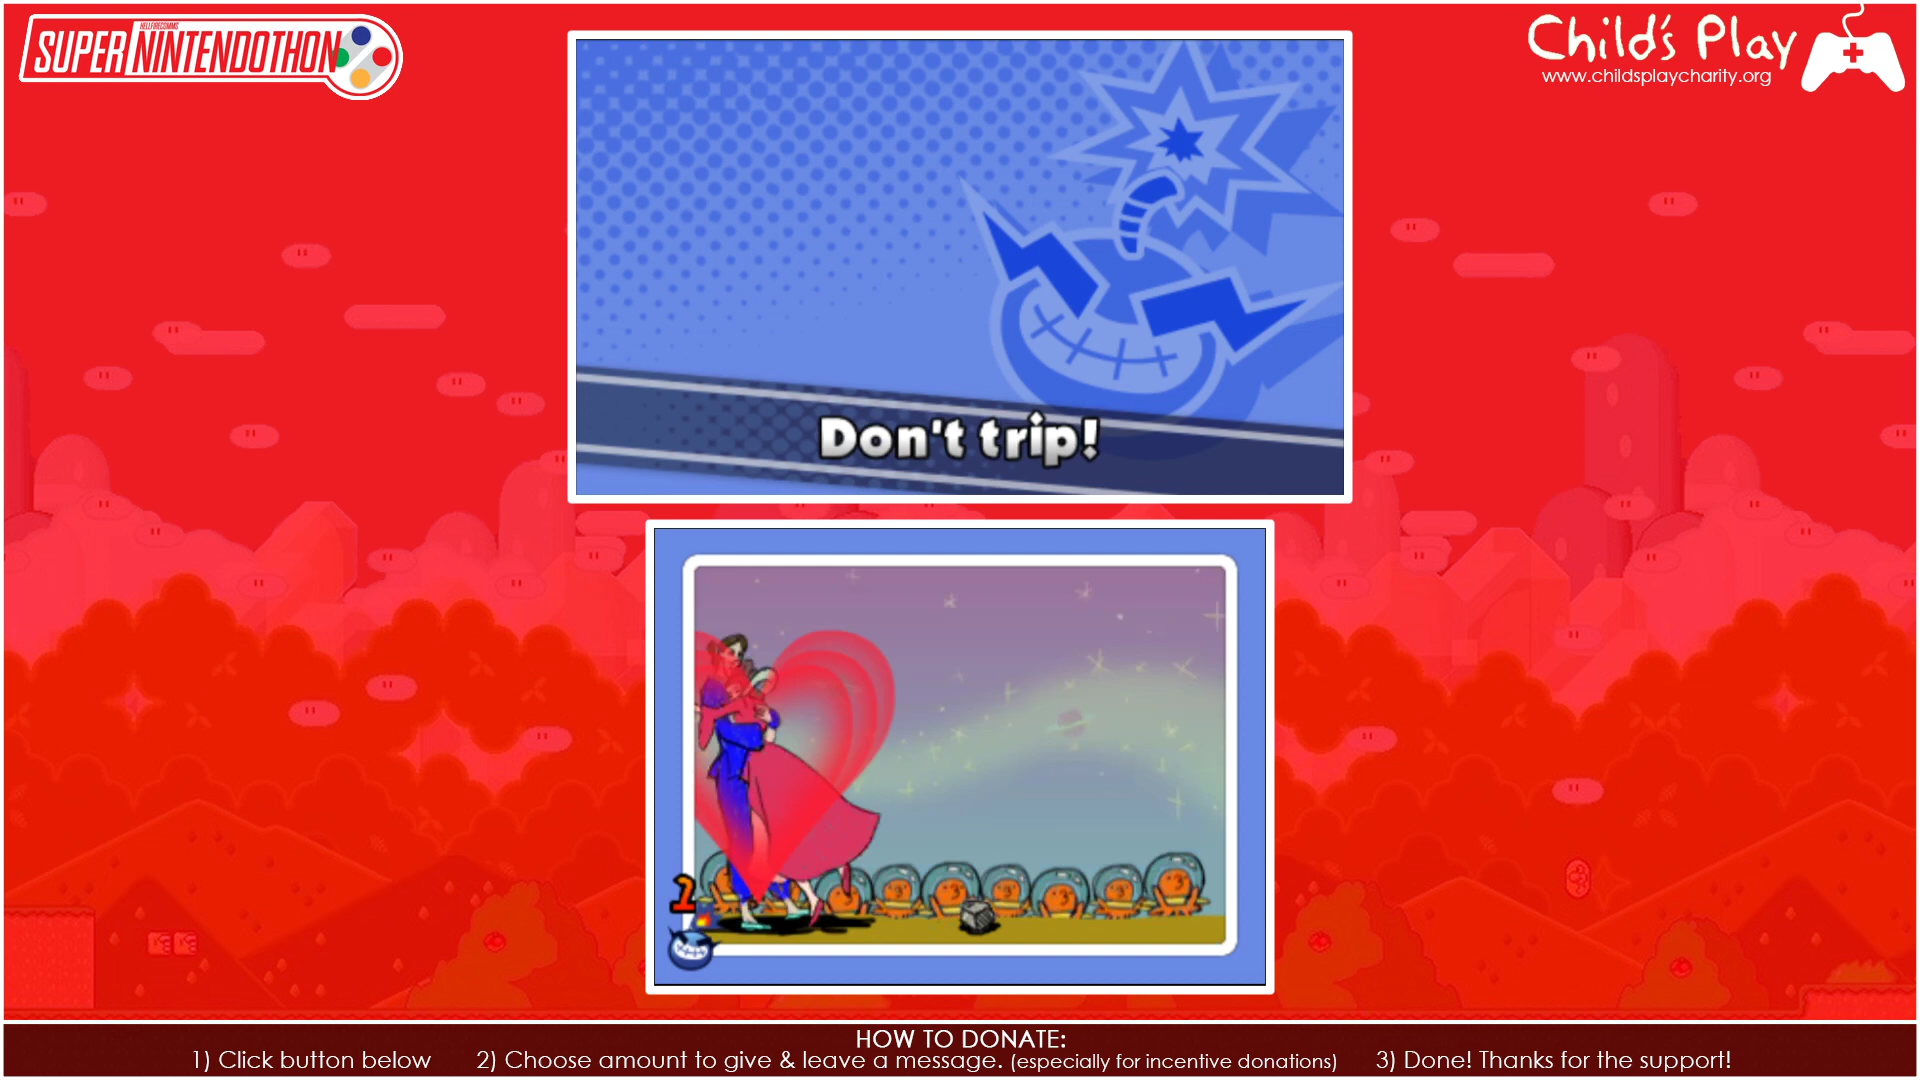 HELLFIRECOMMS
SUPER NINTENDOTHON
Child's Play
www.childsplaycharity.org
Don't trip!
2
HOW TO DONATE:
1) Click button below 2) Choose amount to give & leave a message. (especially for incentive donations) 3) Done! Thanks for the support!